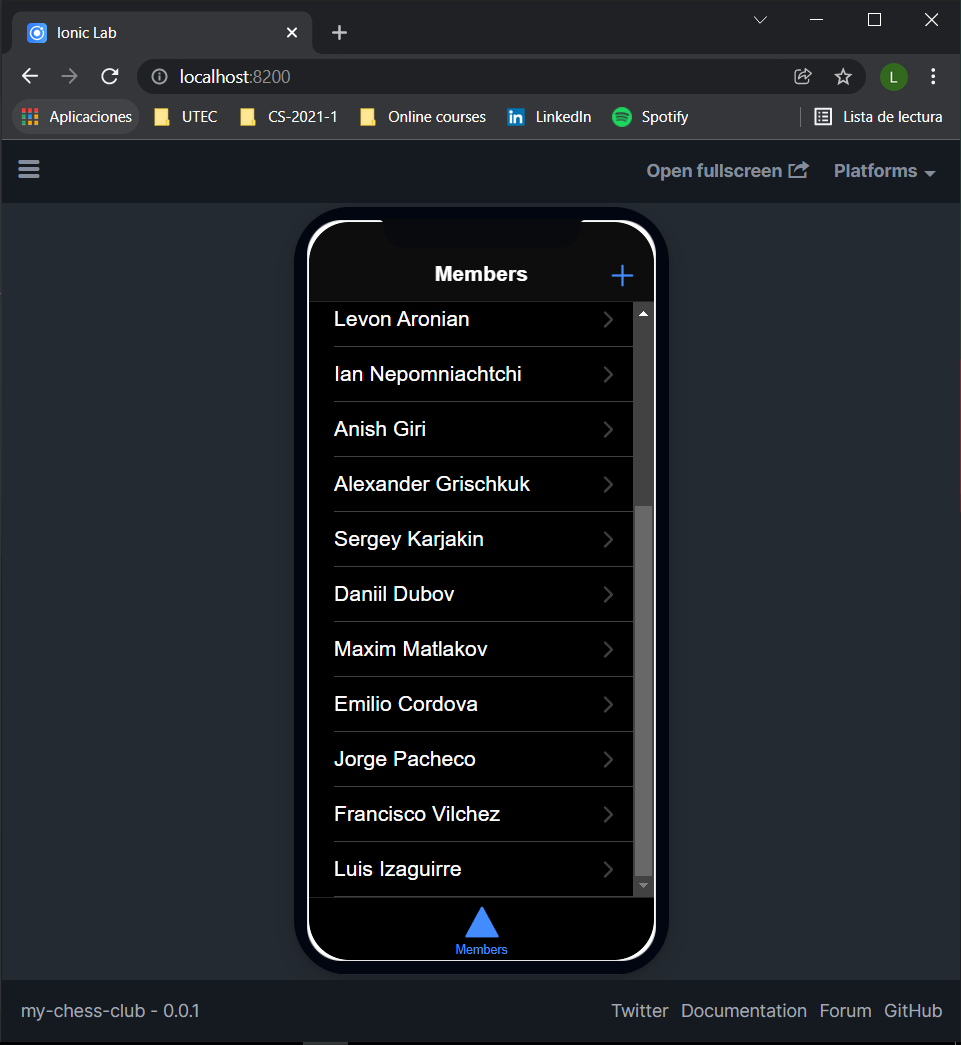 Ionic Lab
localhost:8200
L
Aplicaciones UTEC CS-2021-1 Online courses LinkedIn Spotify Lista de lectura
Open fullscreen Platforms
Members
Levon Aronian
Ian Nepomniachtchi
Anish Giri
Alexander Grischkuk
Sergey Karjakin
Daniil Dubov
Maxim Matlakov
Emilio Cordova
Jorge Pacheco
Francisco Vilchez
Luis Izaguirre
Members
my-chess-club - 0.0.1 Twitter Documentation Forum GitHub